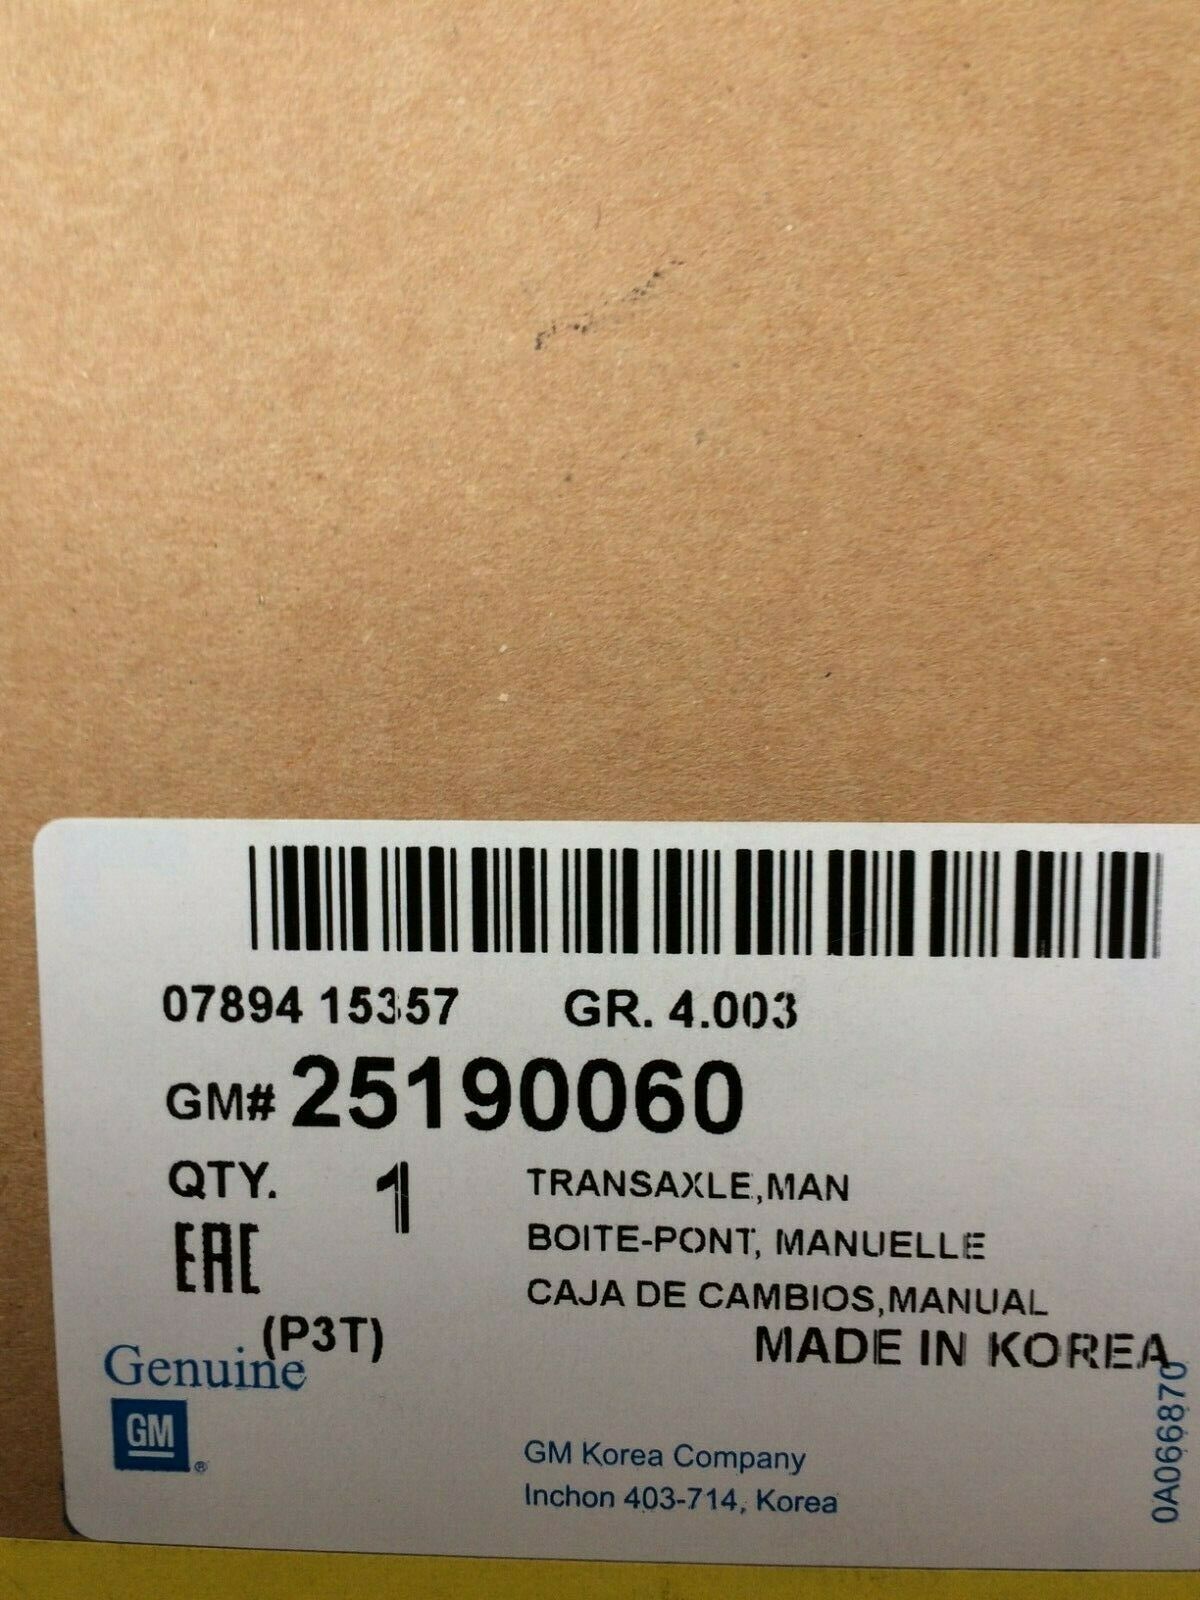 07894 15357 GR. 4.003
GM# 25190060
QTY. 1 TRANSAXLE,MAN
EAC BOITE-PONT, MANUELLE
CAJA DE CAMBIOS,MANUAL
(P3T) MADE IN KOREA
Genuine
GM ®
GM Korea Company
Inchon 403-714, Korea
0A066870